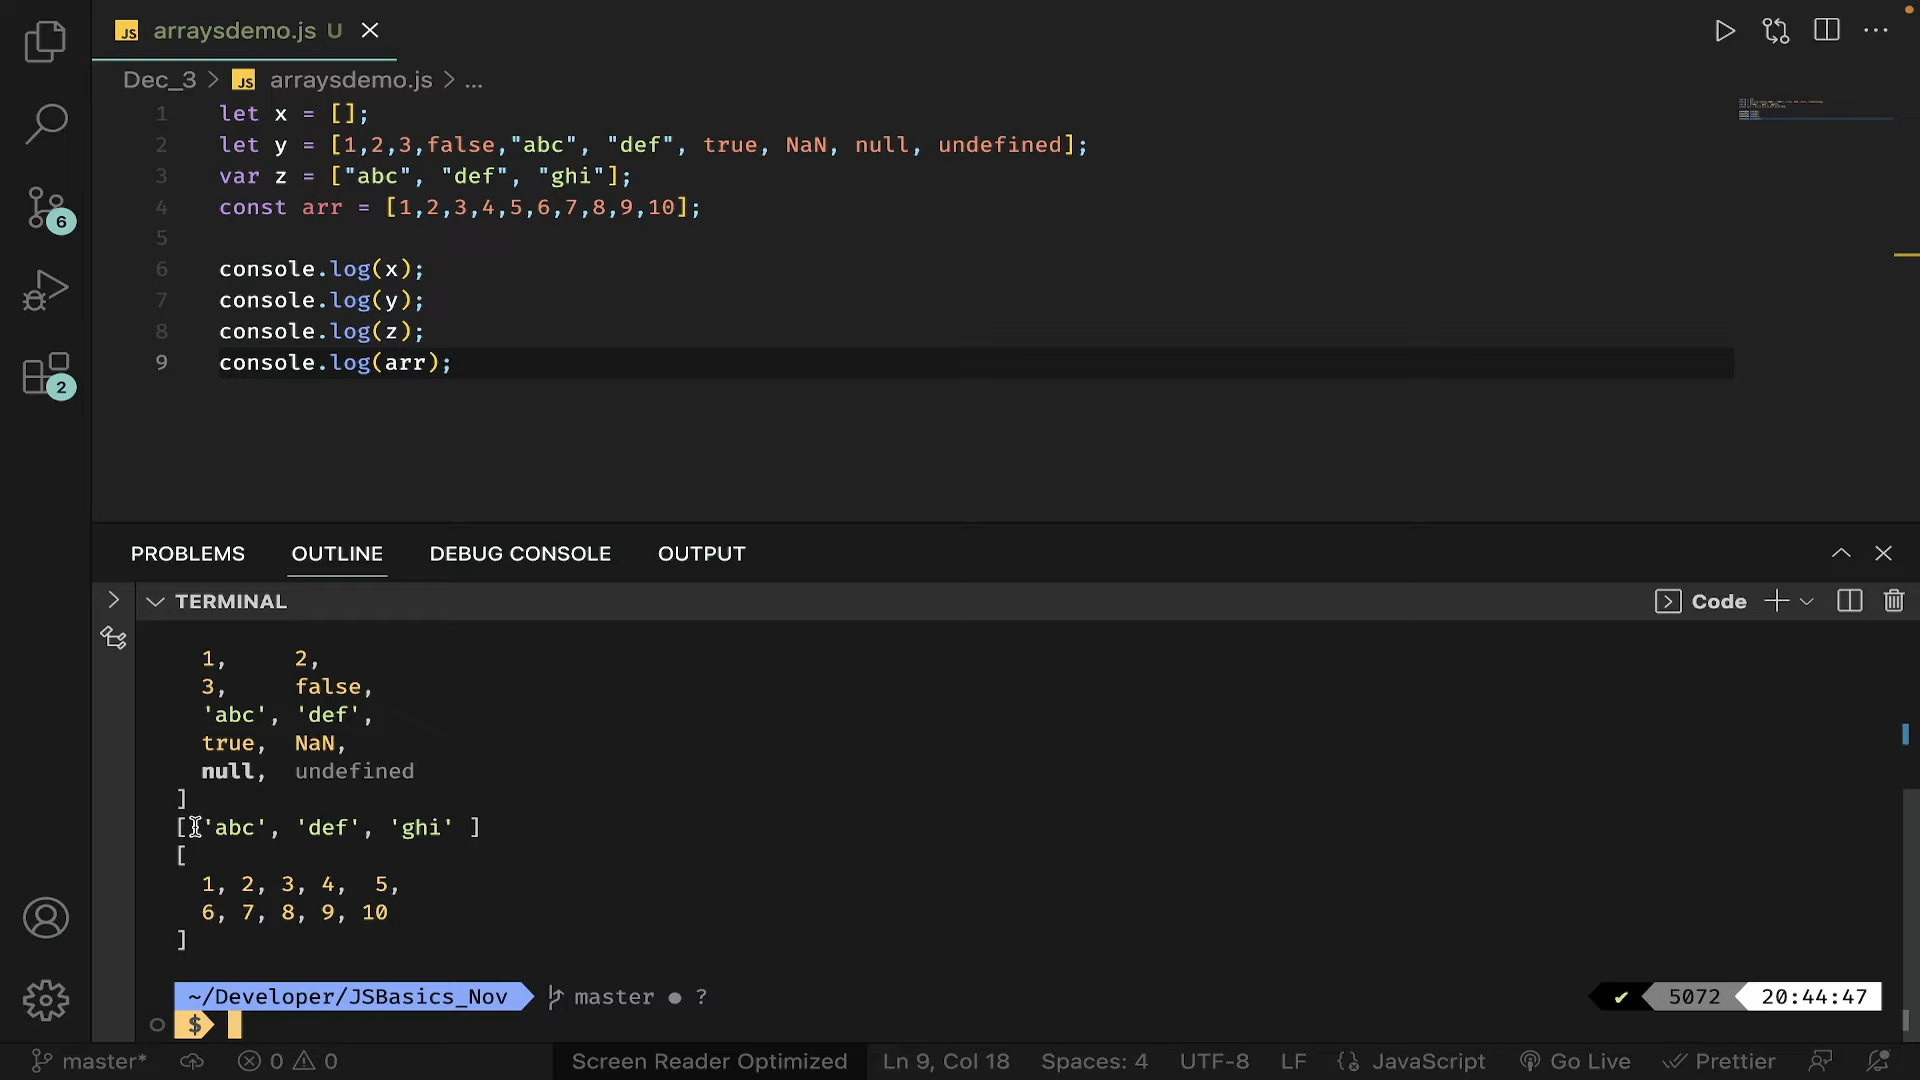 JS arraysdemo.js U
Dec_3 > JS arraysdemo.js > ...
1 let x = [];
2 let y = [1,2,3,false,"abc", "def", true, NaN, null, undefined];
3 var z = ["abc", "def", "ghi"];
4 const arr = [1,2,3,4,5,6,7,8,9,10];
5
6 console.log(x);
7 console.log(y);
8 console.log(z);
9 console.log(arr);
6
2
PROBLEMS OUTLINE DEBUG CONSOLE OUTPUT
TERMINAL Code
1, 2,
3, false,
'abc', 'def',
true, NaN,
null, undefined
]
[ 'abc', 'def', 'ghi' ]
[
1, 2, 3, 4, 5,
6, 7, 8, 9, 10
]
~/Developer/JSBasics_Nov master ● ? ✔ 5072 20:44:47
$
master* 0 0 Screen Reader Optimized Ln 9, Col 18 Spaces: 4 UTF-8 LF {} JavaScript Go Live Prettier